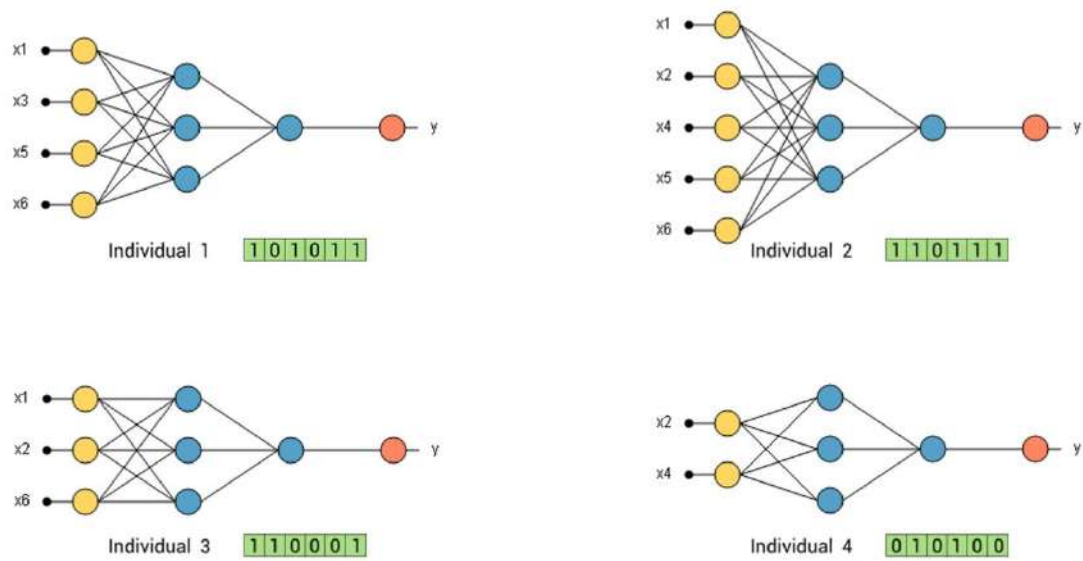 x1
x3
x5
x6
y
Individual 1 1 0 1 0 1 1
x1
x2
x4
x5
x6
y
Individual 2 1 1 0 1 1 1
x1
x2
x6
y
Individual 3 1 1 0 0 0 1
x2
x4
y
Individual 4 0 1 0 1 0 0